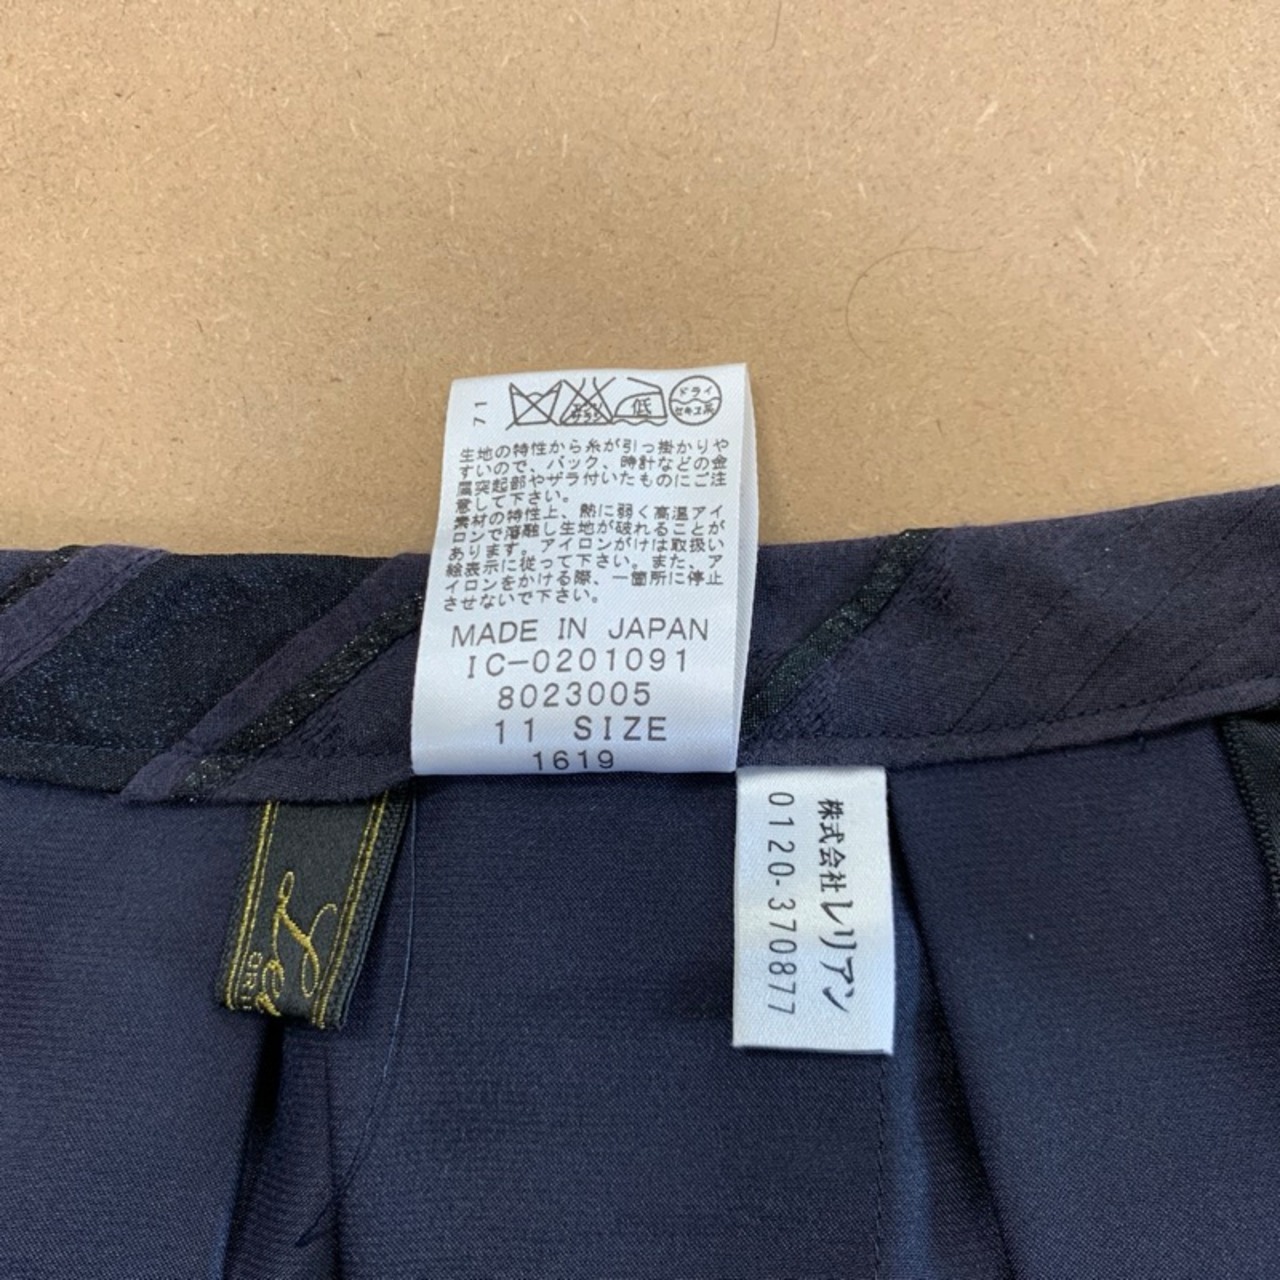 71
エンソサラシ
低
ドライ
セキユ系
生地の特性から糸が引っ掛かりや
すいので、バック、時計などの金
属突起部やザラ付いたものにご注
意して下さい。
素材の特性上、熱に弱く高温アイ
ロンで溶融し生地が破れることが
あります。アイロンがけは取扱い
絵表示に従って下さい。また、ア
イロンをかける際、一箇所に停止
させないで下さい。
MADE IN JAPAN
IC-0201091
8023005
11 SIZE
1619
株式会社レリアン
0120-370877